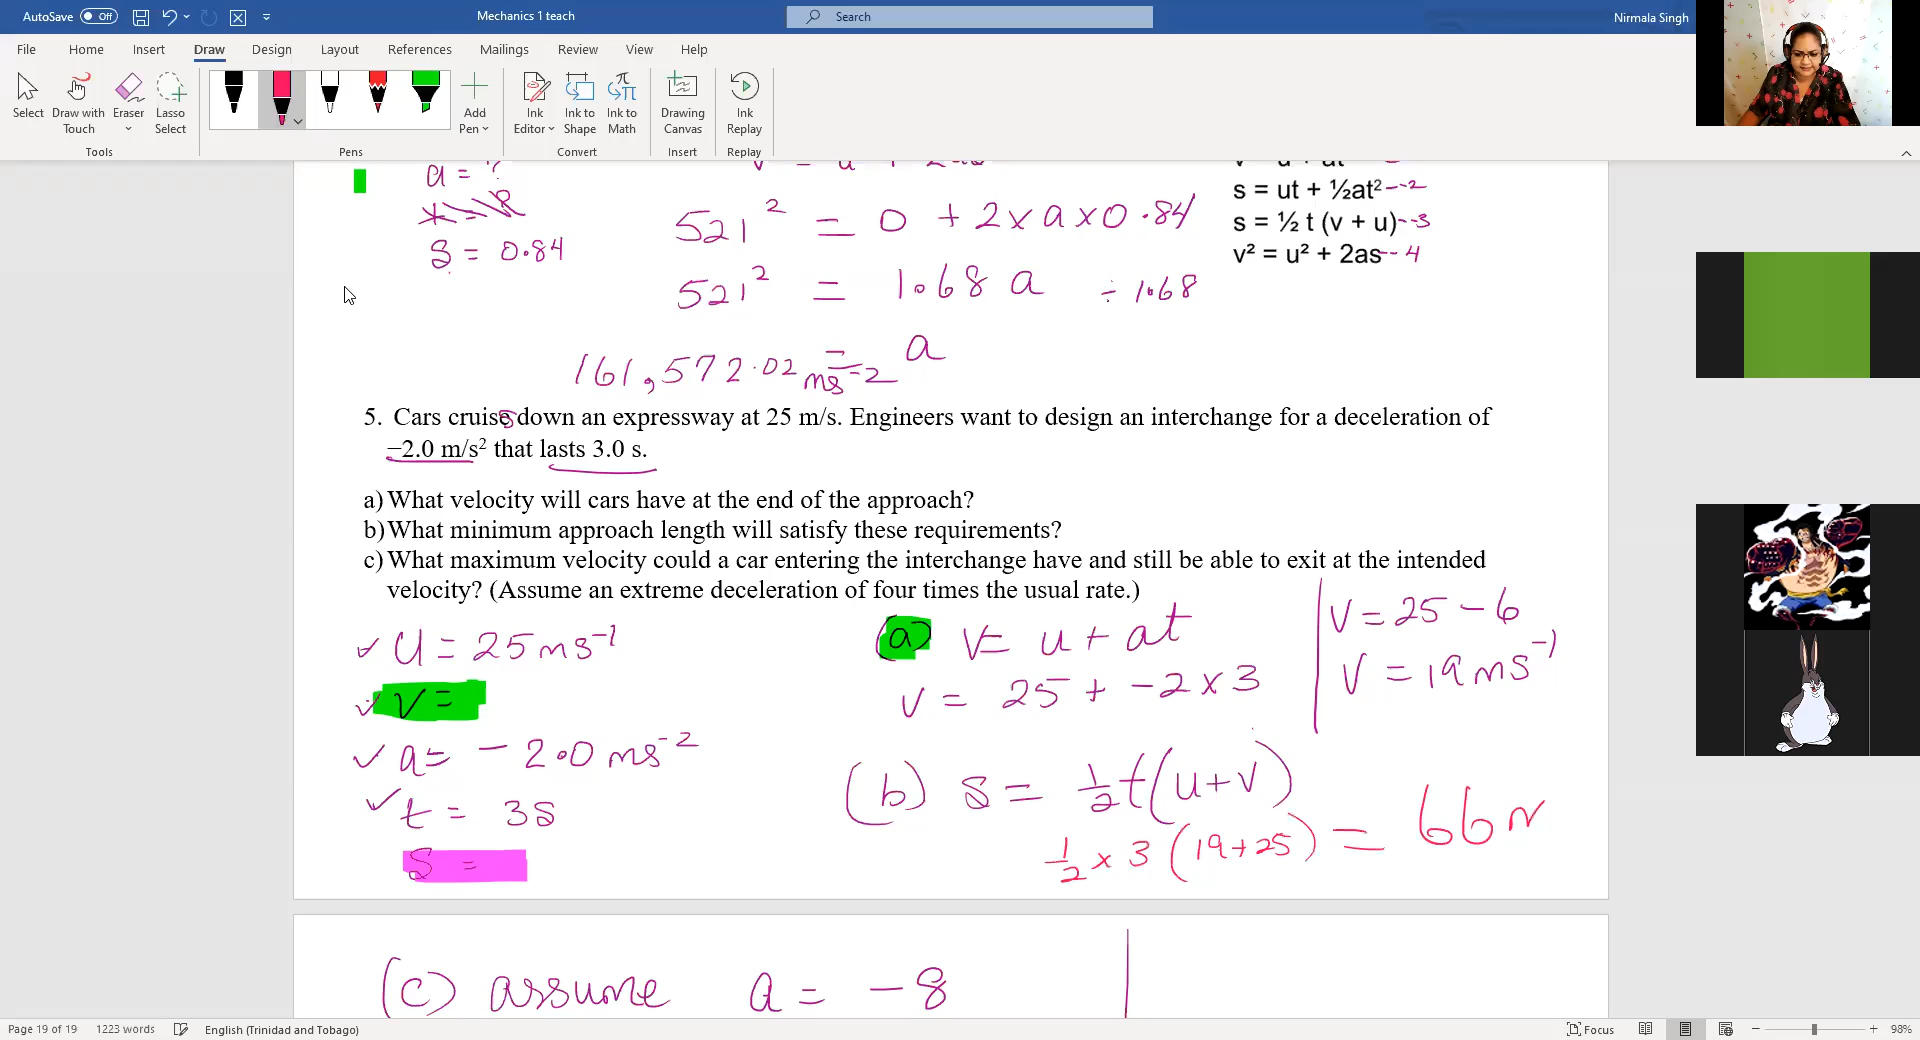 AutoSave Off Mechanics 1 teach Search Nirmala Singh
File Home Insert Draw Design Layout References Mailings Review View Help
Select Draw with Touch Eraser Lasso Select Add Pen Ink Editor Ink to Shape Ink to Math Drawing Canvas Ink Replay
Tools Pens Convert Insert Replay
a = ?
s = 0.84
521² = 0 + 2 × a × 0.84
521² = 1.68 a ÷ 1.68
161,572.02 ms⁻² = a
v = u + at
s = ut + ½at² --2
s = ½ t (v + u) --3
v² = u² + 2as -- 4
5. Cars cruise down an expressway at 25 m/s. Engineers want to design an interchange for a deceleration of
−2.0 m/s² that lasts 3.0 s.
a) What velocity will cars have at the end of the approach?
b) What minimum approach length will satisfy these requirements?
c) What maximum velocity could a car entering the interchange have and still be able to exit at the intended
velocity? (Assume an extreme deceleration of four times the usual rate.)
✓ u = 25 ms⁻¹
✓ v =
✓ a = − 2.0 ms⁻²
✓ t = 3s
s =
(a) v = u + at
v = 25 + −2 × 3
v = 25 − 6
v = 19 ms⁻¹
(b) s = ½ t (u + v)
½ × 3 (19 + 25) = 66 m
(c) assume a = −8
Page 19 of 19 1223 words English (Trinidad and Tobago) Focus 98%